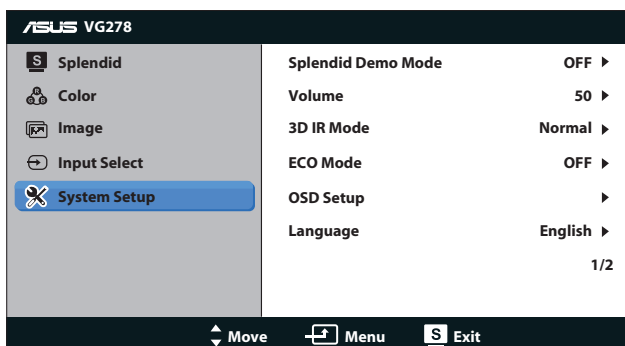 ASUS VG278
S Splendid
Color
Image
Input Select
System Setup
Splendid Demo Mode OFF
Volume 50
3D IR Mode Normal
ECO Mode OFF
OSD Setup
Language English
1/2
Move Menu S Exit